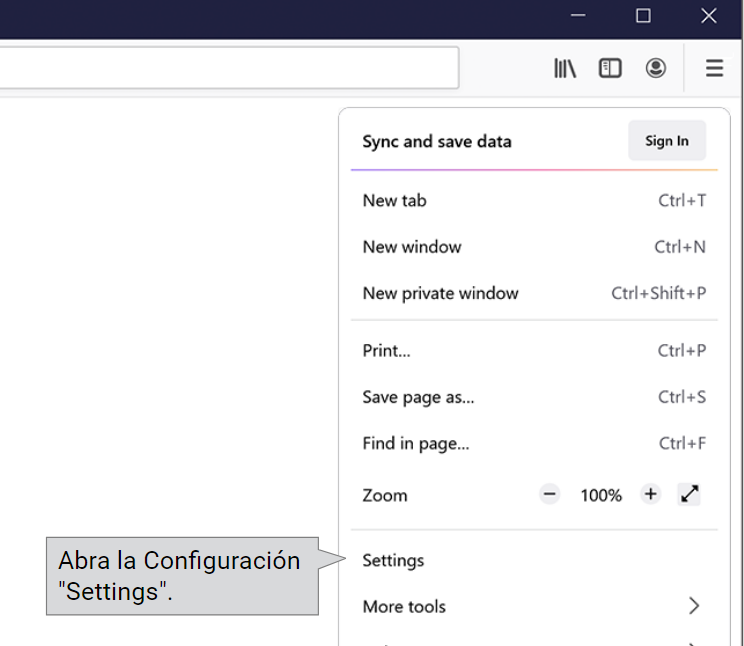 Sync and save data Sign In
New tab Ctrl+T
New window Ctrl+N
New private window Ctrl+Shift+P
Print... Ctrl+P
Save page as... Ctrl+S
Find in page... Ctrl+F
Zoom − 100% +
Abra la Configuración
"Settings".
Settings
More tools